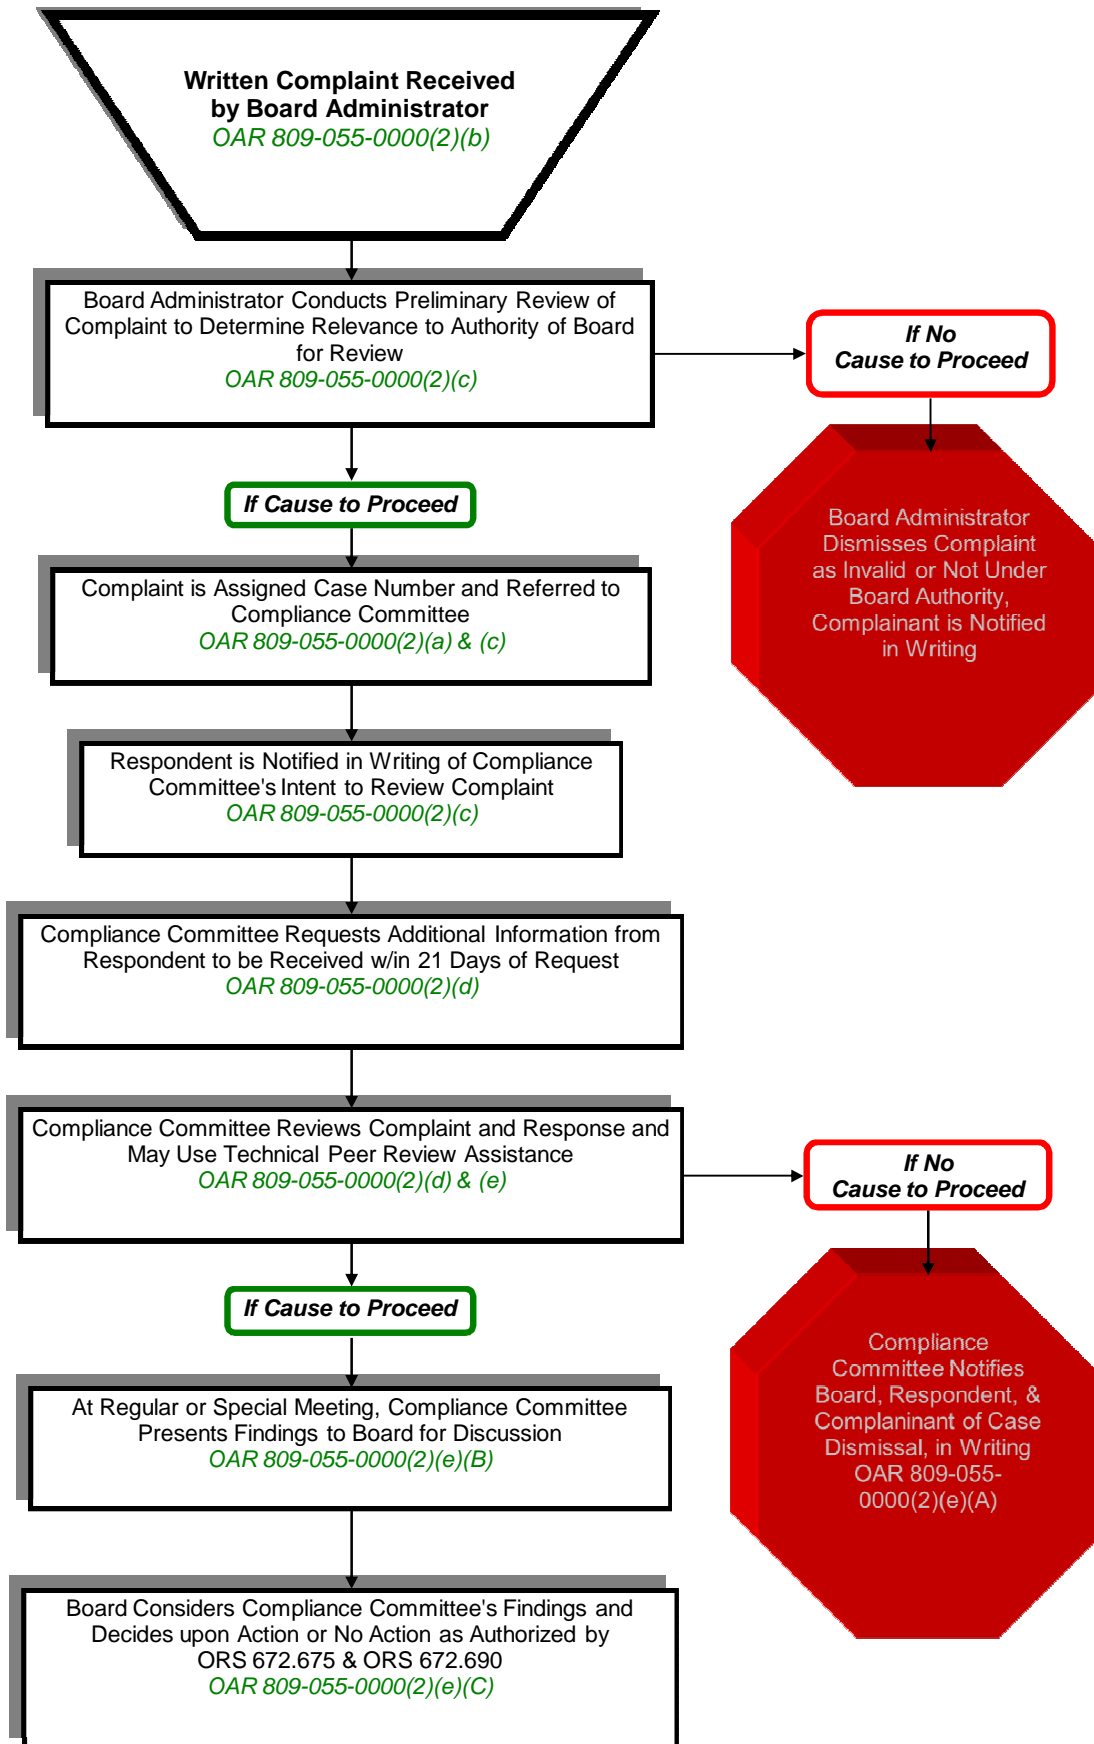 Written Complaint Received
by Board Administrator
OAR 809-055-0000(2)(b)
Board Administrator Conducts Preliminary Review of
Complaint to Determine Relevance to Authority of Board
for Review
OAR 809-055-0000(2)(c)
If No
Cause to Proceed
Board Administrator
Dismisses Complaint
as Invalid or Not Under
Board Authority,
Complainant is Notified
in Writing
If Cause to Proceed
Complaint is Assigned Case Number and Referred to
Compliance Committee
OAR 809-055-0000(2)(a) & (c)
Respondent is Notified in Writing of Compliance
Committee's Intent to Review Complaint
OAR 809-055-0000(2)(c)
Compliance Committee Requests Additional Information from
Respondent to be Received w/in 21 Days of Request
OAR 809-055-0000(2)(d)
Compliance Committee Reviews Complaint and Response and
May Use Technical Peer Review Assistance
OAR 809-055-0000(2)(d) & (e)
If No
Cause to Proceed
Compliance
Committee Notifies
Board, Respondent, &
Complaninant of Case
Dismissal, in Writing
OAR 809-055-
0000(2)(e)(A)
If Cause to Proceed
At Regular or Special Meeting, Compliance Committee
Presents Findings to Board for Discussion
OAR 809-055-0000(2)(e)(B)
Board Considers Compliance Committee's Findings and
Decides upon Action or No Action as Authorized by
ORS 672.675 & ORS 672.690
OAR 809-055-0000(2)(e)(C)